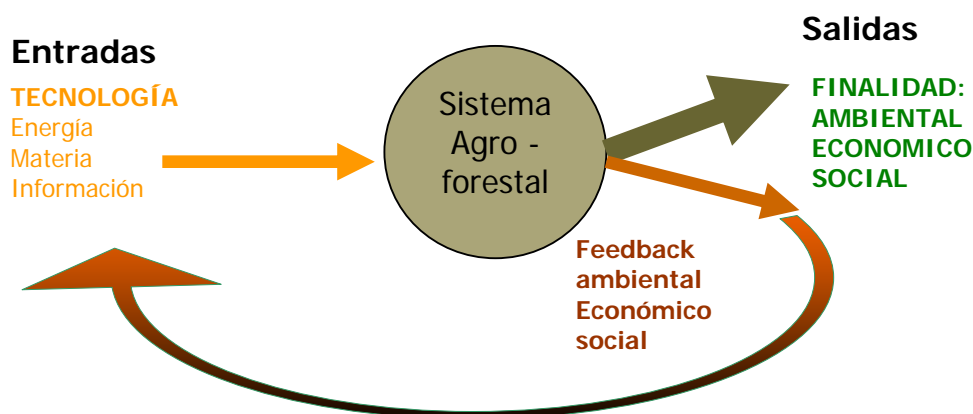 Entradas
TECNOLOGÍA
Energía
Materia
Información
Sistema
Agro -
forestal
Salidas
FINALIDAD:
AMBIENTAL
ECONOMICO
SOCIAL
Feedback
ambiental
Económico
social